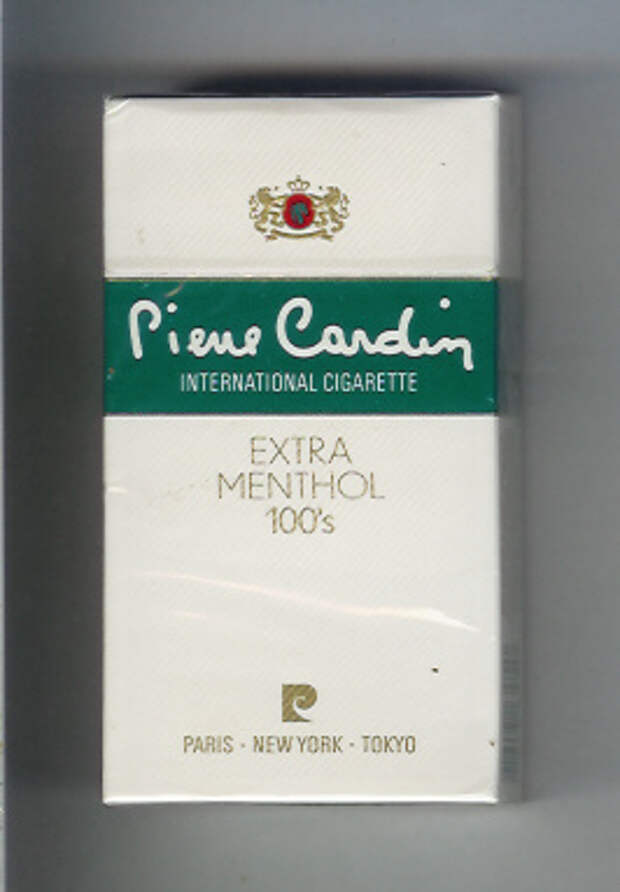 Pierre Cardin
INTERNATIONAL CIGARETTE
EXTRA
MENTHOL
100's
PARIS - NEW YORK - TOKYO